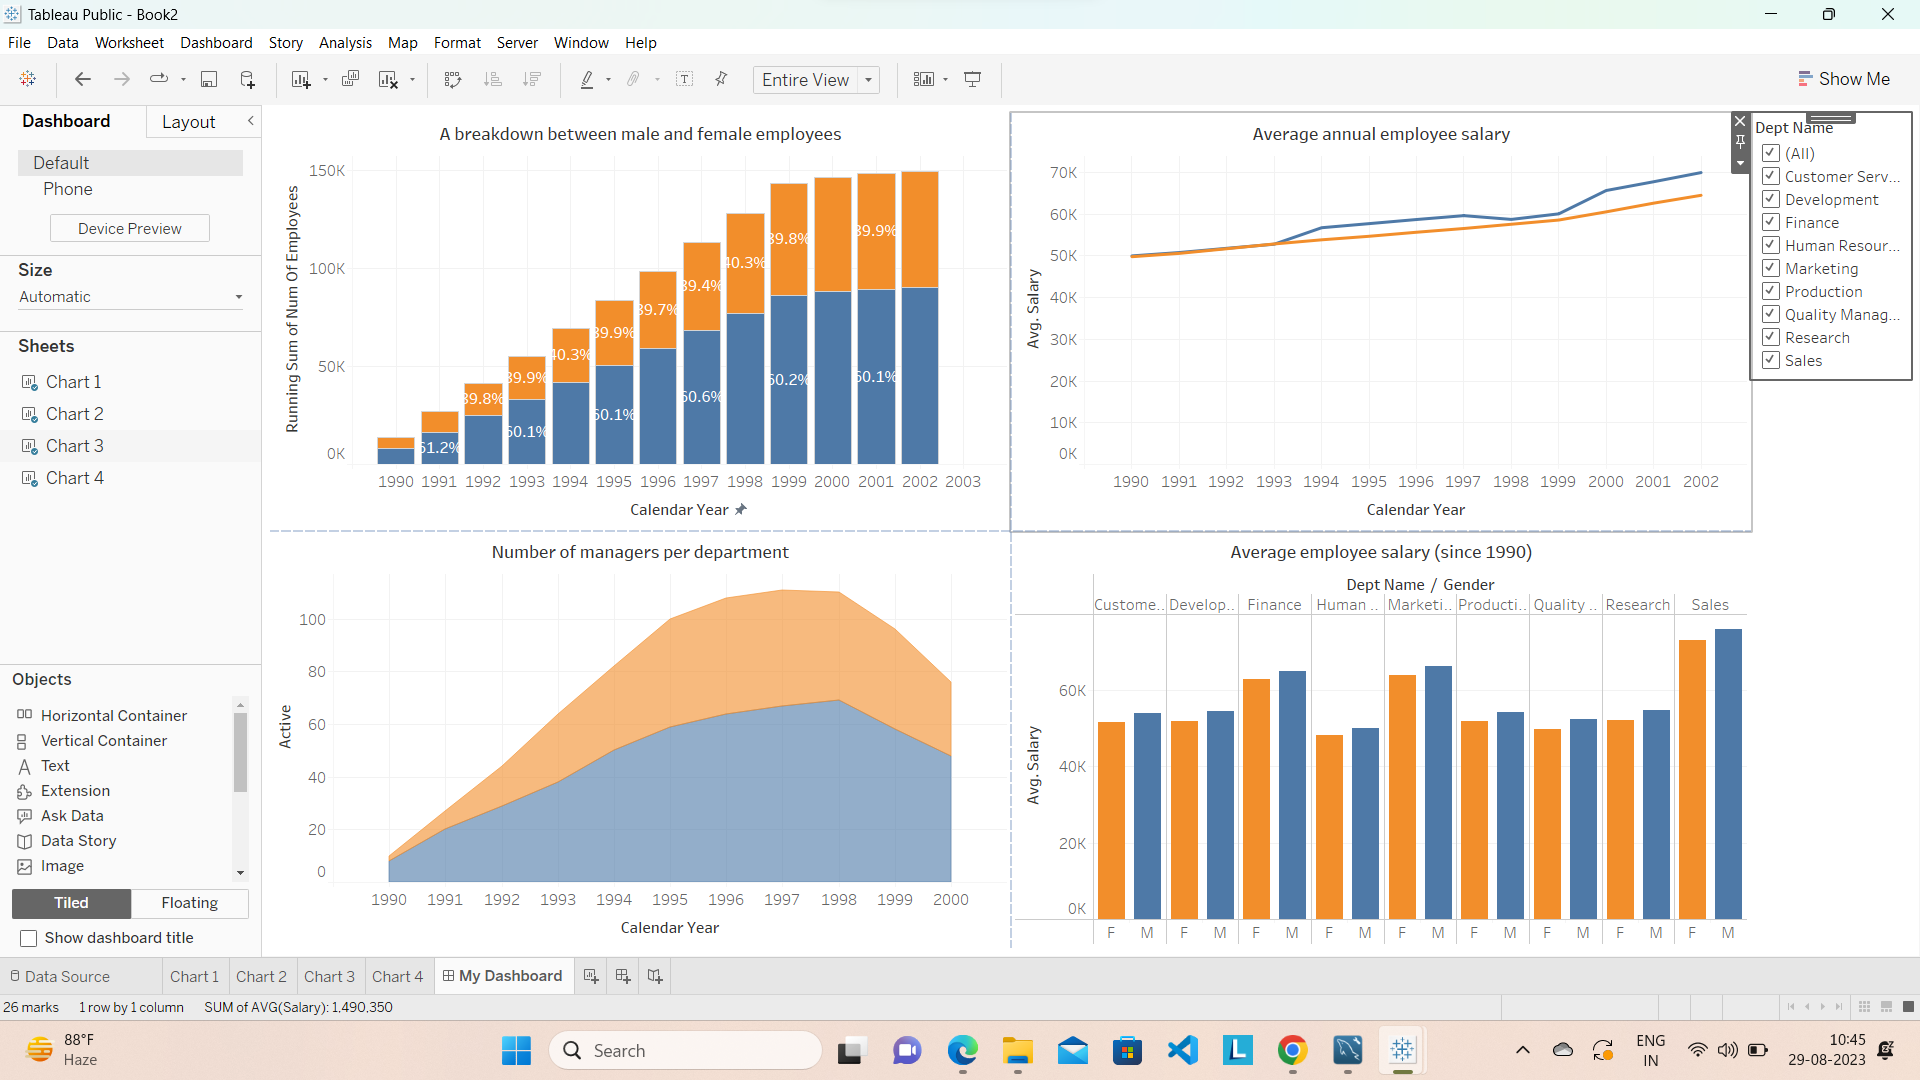 Tableau Public - Book2
File Data Worksheet Dashboard Story Analysis Map Format Server Window Help
Entire View
Show Me
Dashboard Layout
Default
Phone
Device Preview
Size
Automatic
Sheets
Chart 1
Chart 2
Chart 3
Chart 4
Objects
Horizontal Container
Vertical Container
Text
Extension
Ask Data
Data Story
Image
Tiled Floating
Show dashboard title
A breakdown between male and female employees
Running Sum of Num Of Employees
150K
100K
50K
0K
61.2%
39.8%
39.9%
60.1%
40.3%
39.9%
60.1%
39.7%
39.4%
60.6%
40.3%
39.8%
60.2%
39.9%
60.1%
1990 1991 1992 1993 1994 1995 1996 1997 1998 1999 2000 2001 2002 2003
Calendar Year
Average annual employee salary
Avg. Salary
70K
60K
50K
40K
30K
20K
10K
0K
1990 1991 1992 1993 1994 1995 1996 1997 1998 1999 2000 2001 2002
Calendar Year
Dept Name
(All)
Customer Serv...
Development
Finance
Human Resour...
Marketing
Production
Quality Manag...
Research
Sales
Number of managers per department
Active
100
80
60
40
20
0
1990 1991 1992 1993 1994 1995 1996 1997 1998 1999 2000
Calendar Year
Average employee salary (since 1990)
Dept Name / Gender
Custome.. Develop.. Finance Human .. Marketi.. Producti.. Quality .. Research Sales
Avg. Salary
60K
40K
20K
0K
F M F M F M F M F M F M F M F M F M
Data Source Chart 1 Chart 2 Chart 3 Chart 4 My Dashboard
26 marks 1 row by 1 column SUM of AVG(Salary): 1,490,350
88°F
Haze
Search
ENG
IN
10:45
29-08-2023